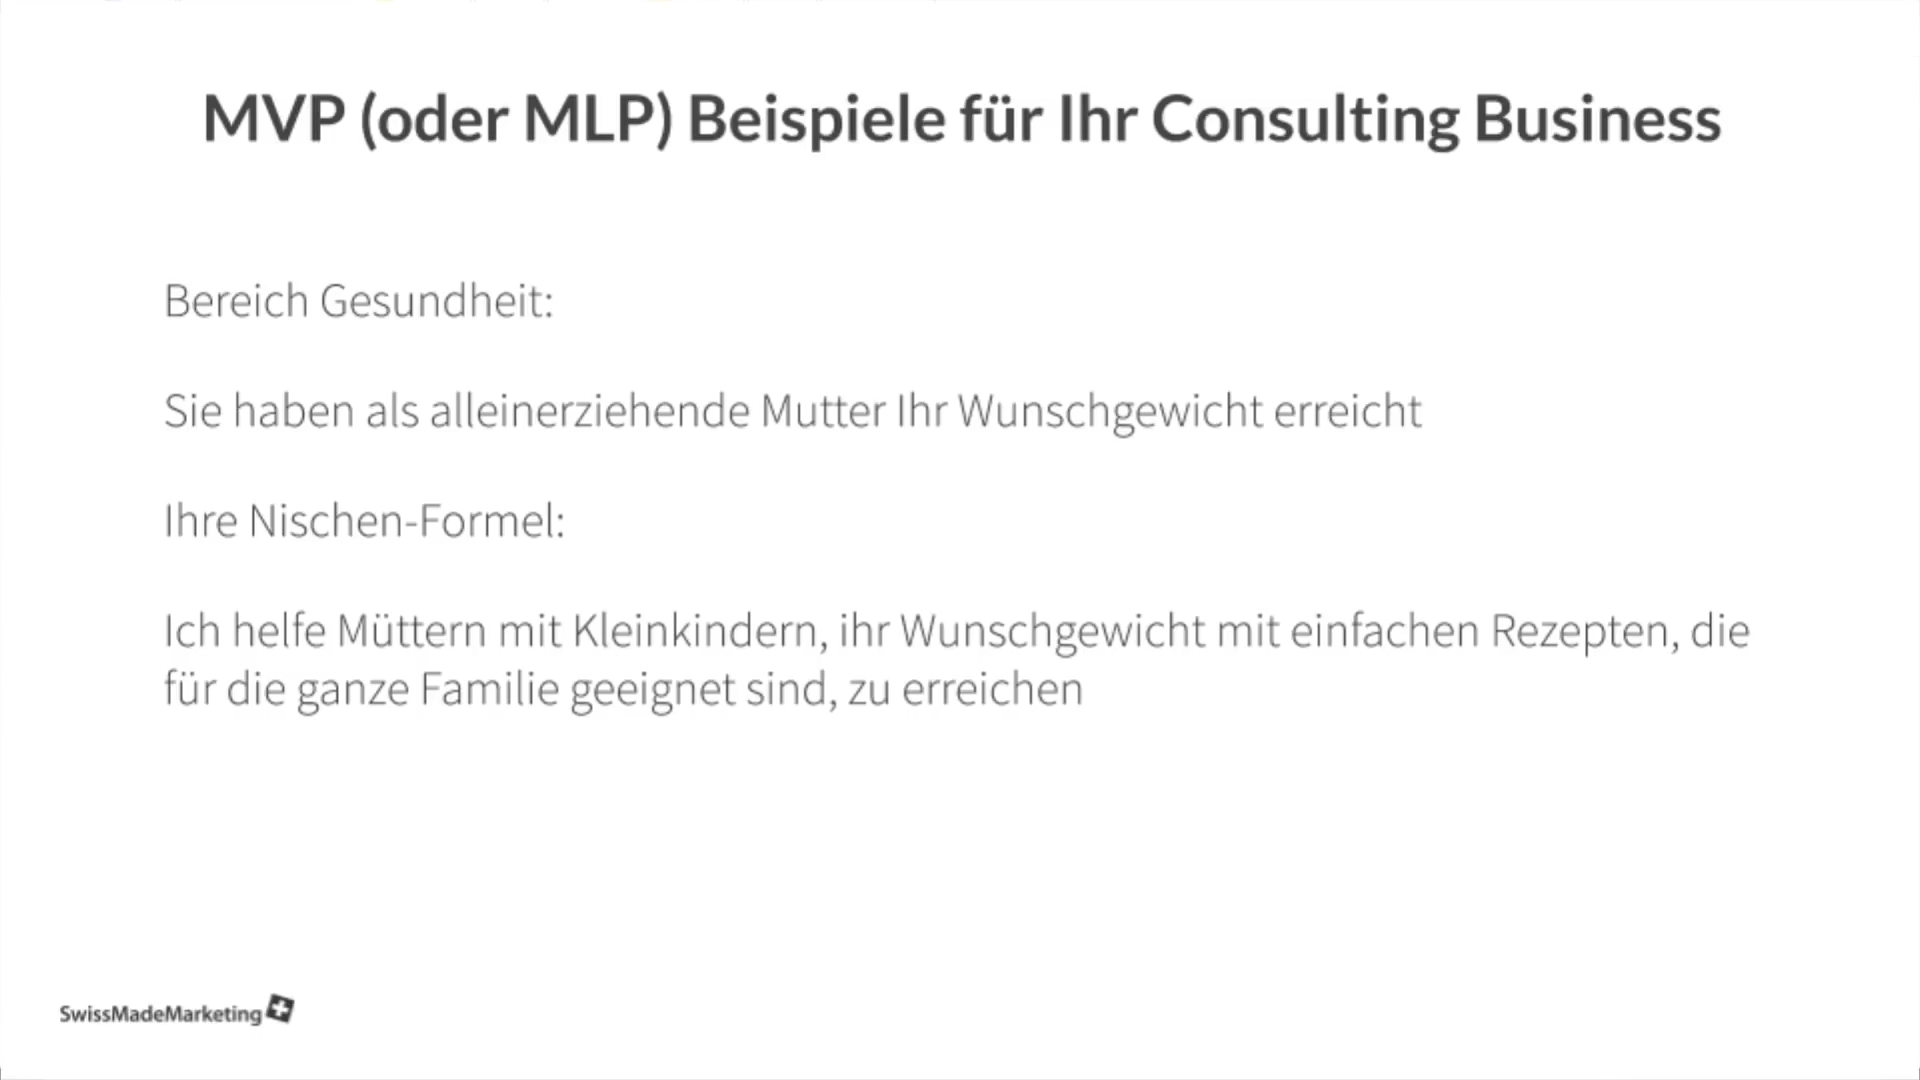 MVP (oder MLP) Beispiele für Ihr Consulting Business
Bereich Gesundheit:
Sie haben als alleinerziehende Mutter Ihr Wunschgewicht erreicht
Ihre Nischen-Formel:
Ich helfe Müttern mit Kleinkindern, ihr Wunschgewicht mit einfachen Rezepten, die
für die ganze Familie geeignet sind, zu erreichen
SwissMadeMarketing